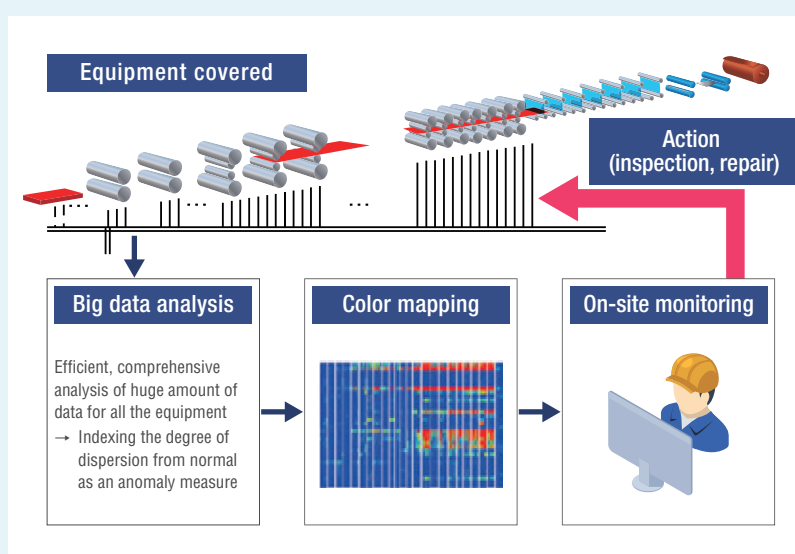 Equipment covered
Action
(inspection, repair)
Big data analysis
Efficient, comprehensive
analysis of huge amount of
data for all the equipment
→ Indexing the degree of
dispersion from normal
as an anomaly measure
Color mapping
On-site monitoring